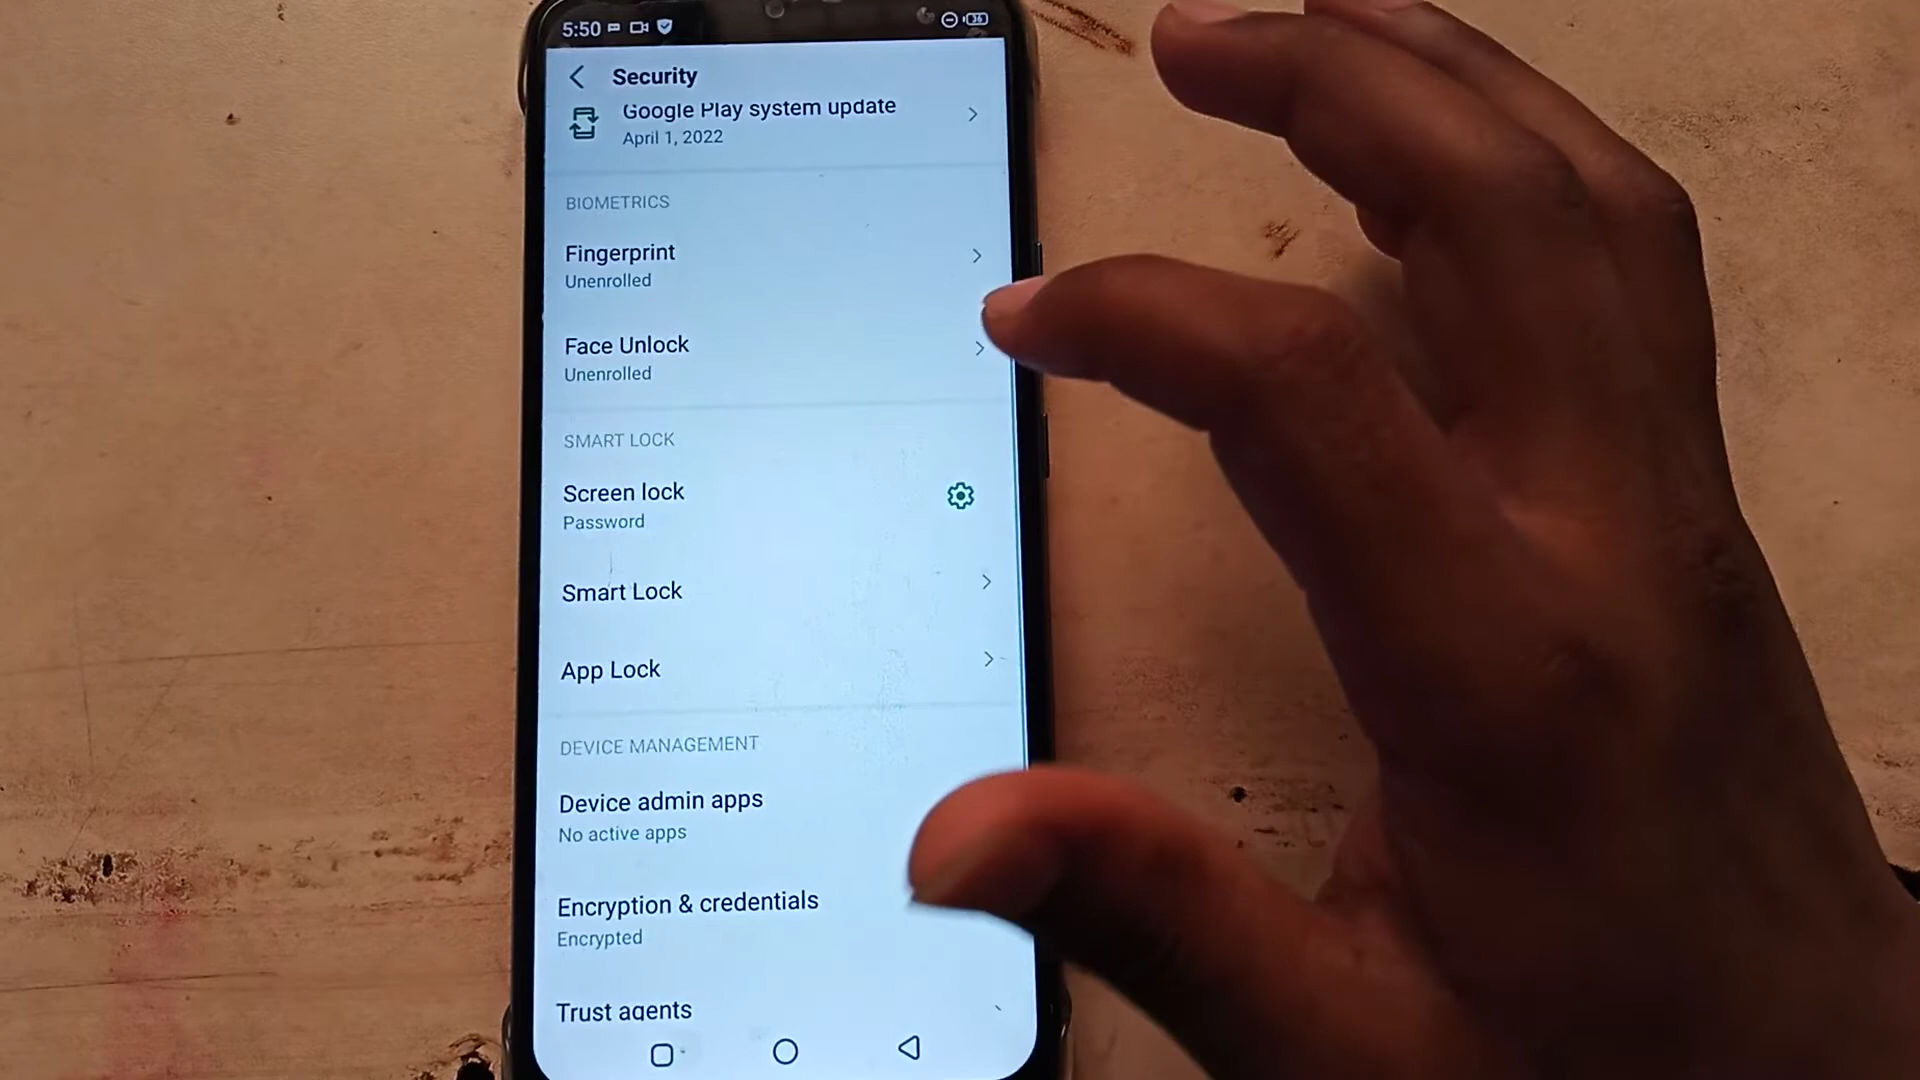 5:50
36
Security
Google Play system update
April 1, 2022
BIOMETRICS
Fingerprint
Unenrolled
Face Unlock
Unenrolled
SMART LOCK
Screen lock
Password
Smart Lock
App Lock
DEVICE MANAGEMENT
Device admin apps
No active apps
Encryption & credentials
Encrypted
Trust agents